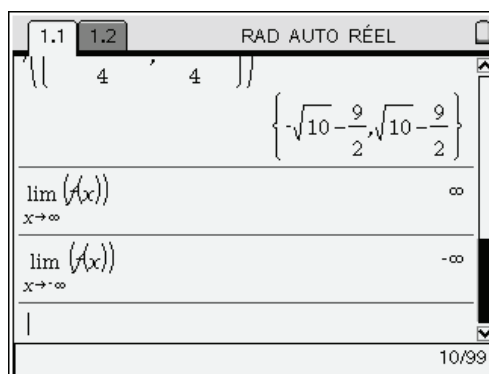 1.1 1.2 RAD AUTO RÉEL
4 , 4
{-√10-9/2,√10-9/2}
lim (f(x)) ∞
x→∞
lim (f(x)) -∞
x→-∞
10/99